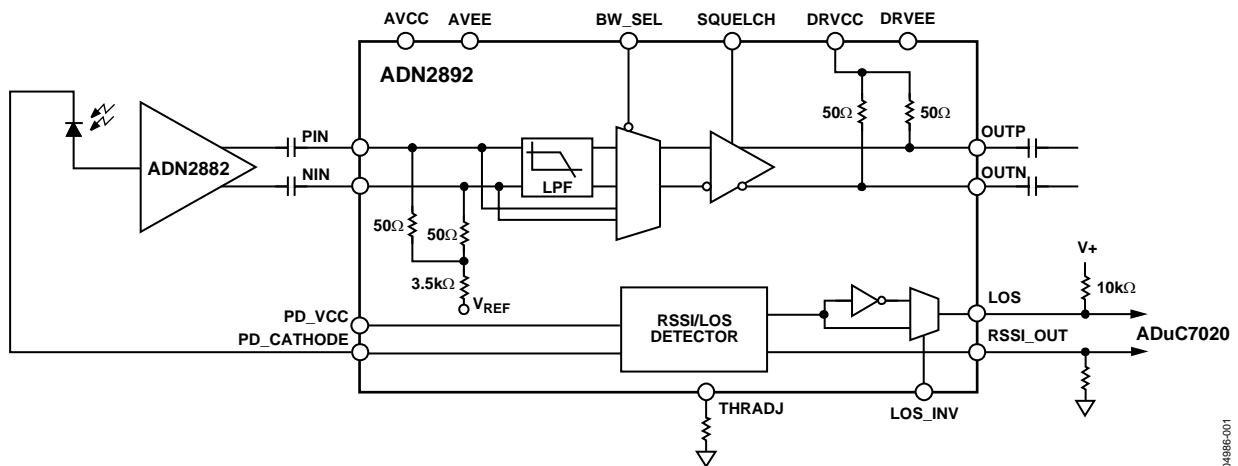 AVCC AVEE BW_SEL SQUELCH DRVCC DRVEE
ADN2892
50Ω 50Ω
PIN
OUTP
ADN2882
NIN
LPF
OUTN
50Ω 50Ω
3.5kΩ
VREF
V+
10kΩ
LOS
PD_VCC
RSSI/LOS
DETECTOR
ADuC7020
PD_CATHODE
RSSI_OUT
THRADJ
LOS_INV
04986-001